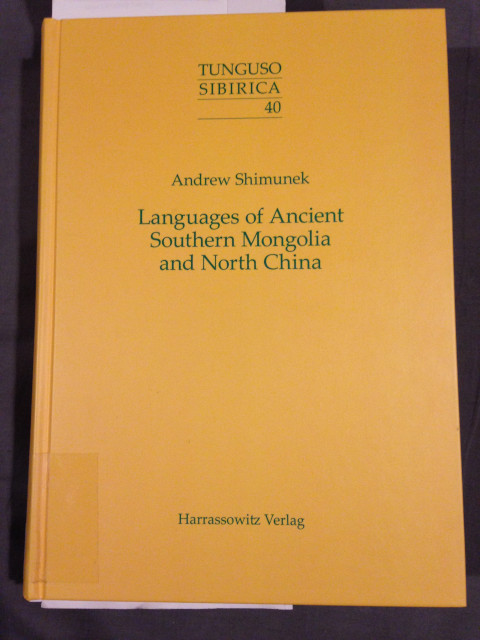 TUNGUSO
SIBIRICA
40
Andrew Shimunek
Languages of Ancient
Southern Mongolia
and North China
Harrassowitz Verlag